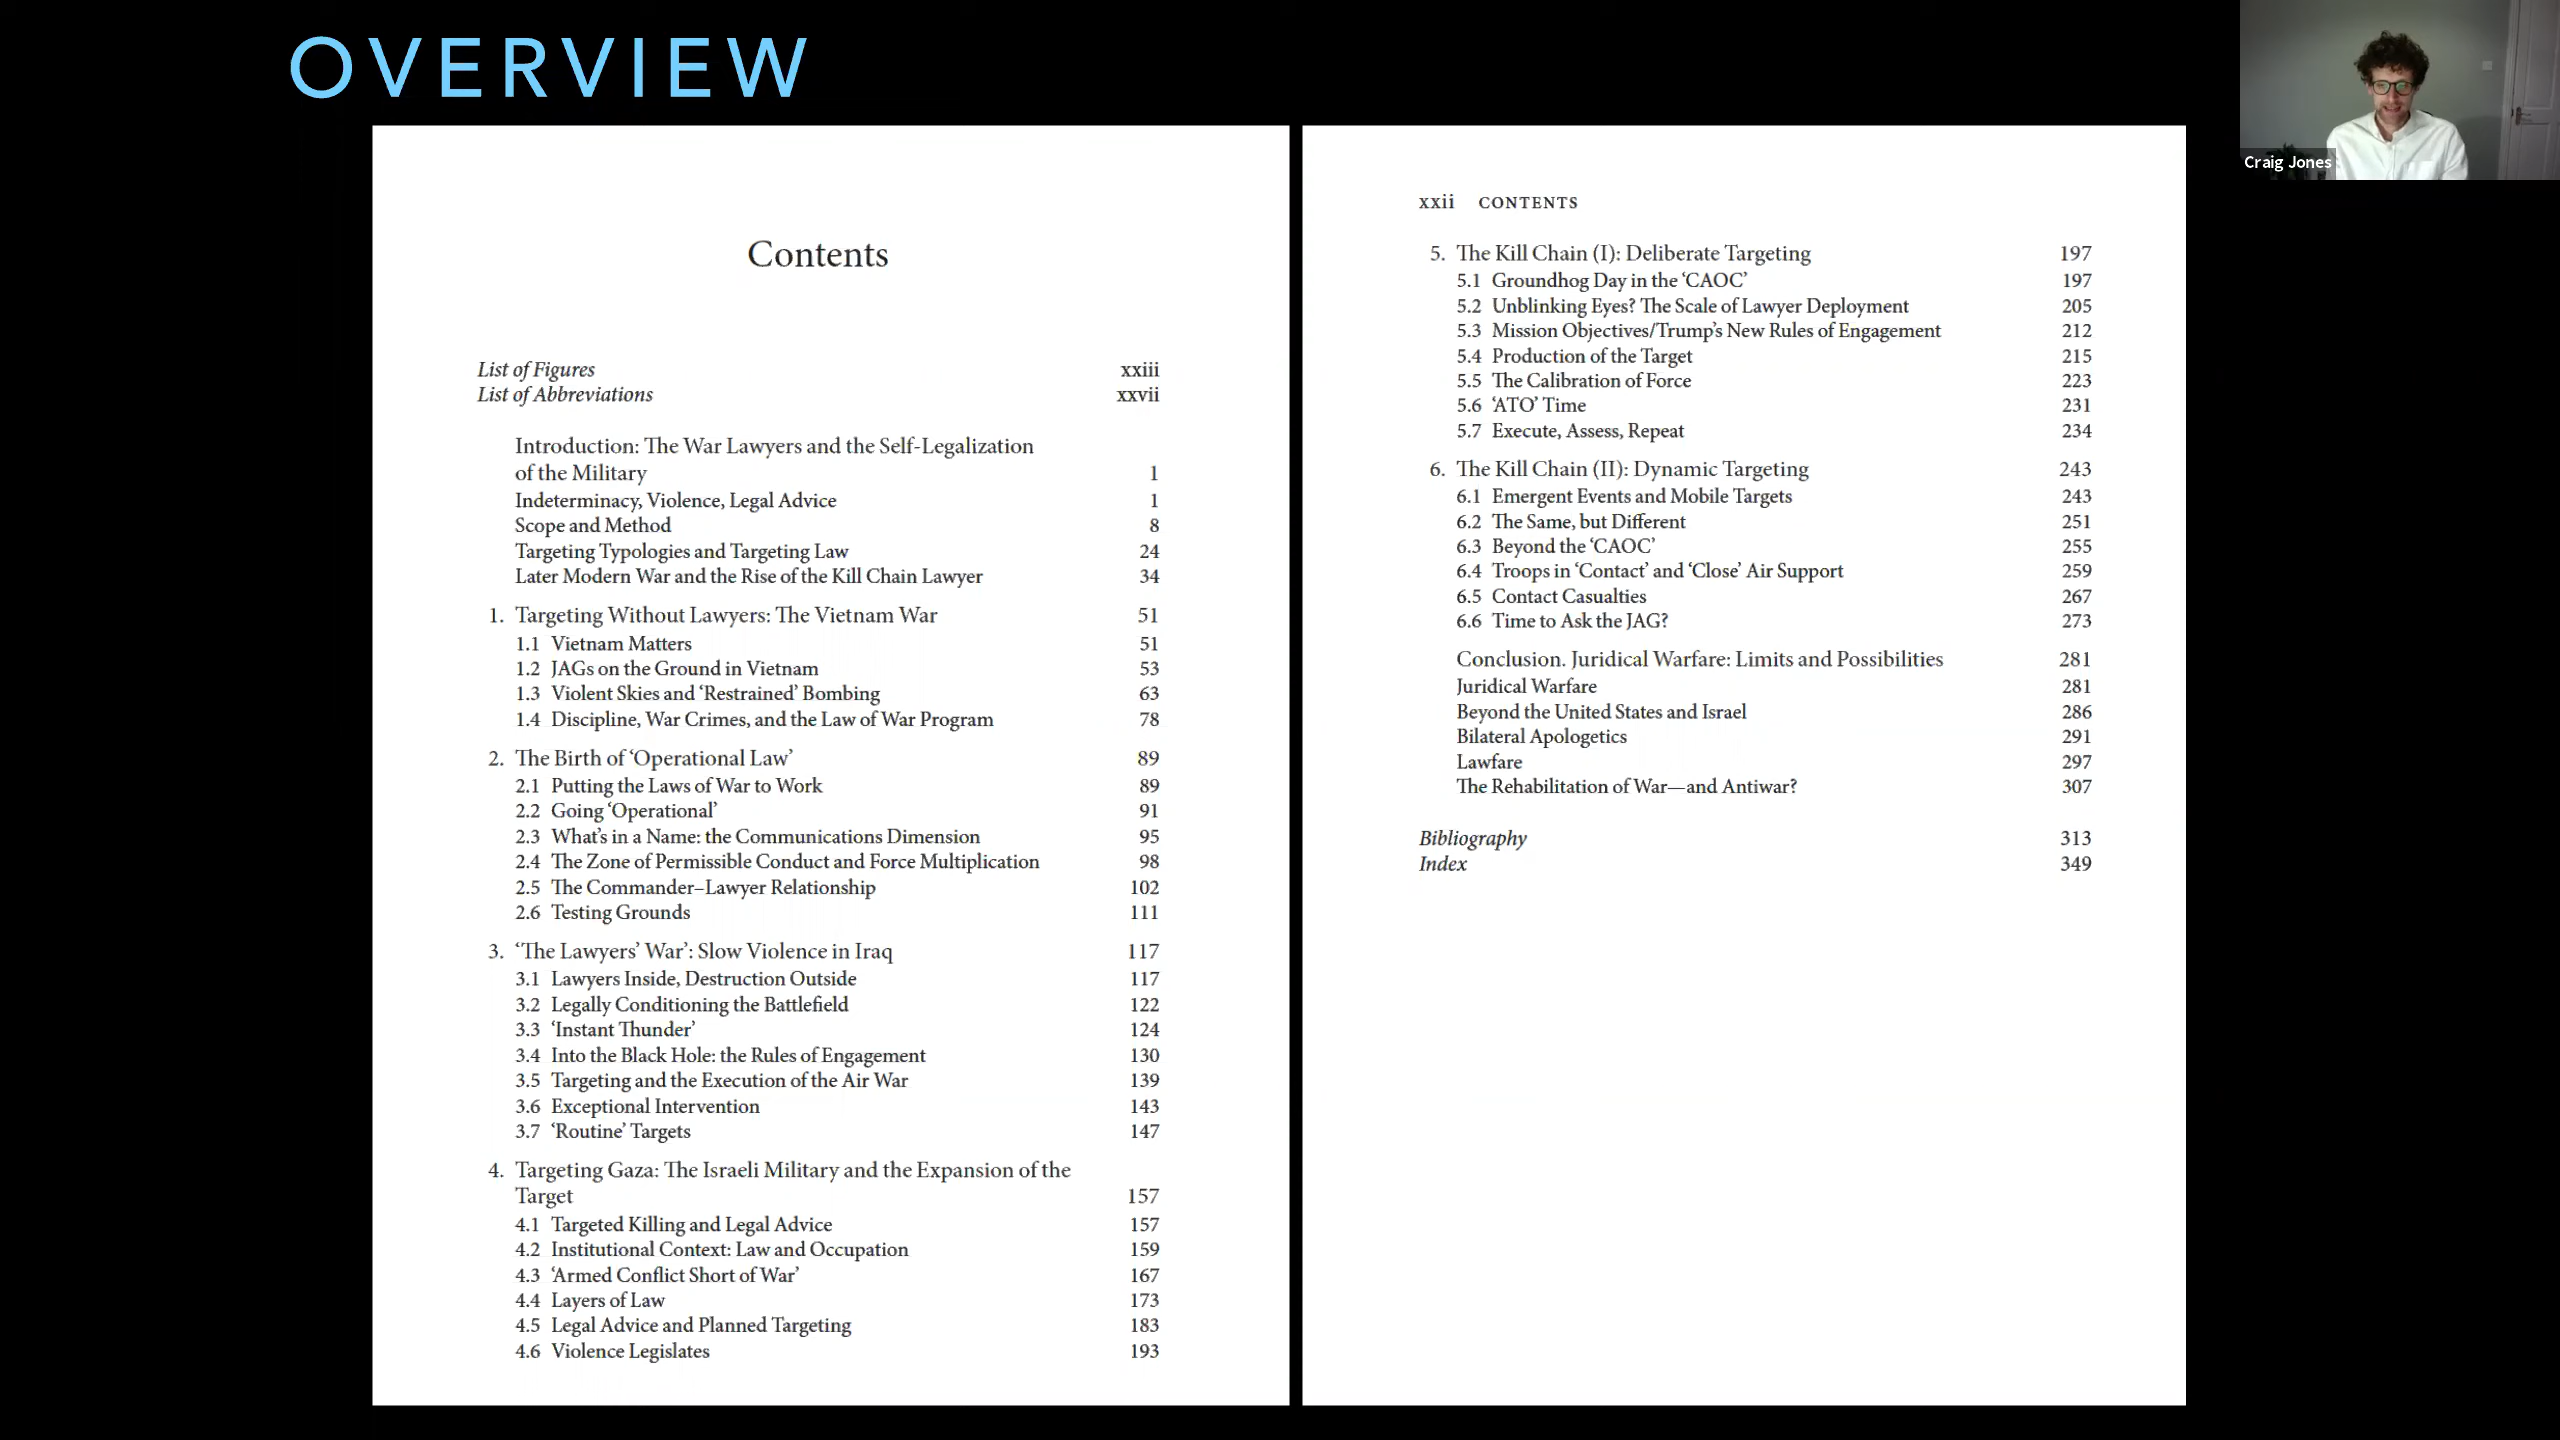 OVERVIEW
Craig Jones
Contents
List of Figures xxiii
List of Abbreviations xxvii
Introduction: The War Lawyers and the Self-Legalization
of the Military 1
Indeterminacy, Violence, Legal Advice 1
Scope and Method 8
Targeting Typologies and Targeting Law 24
Later Modern War and the Rise of the Kill Chain Lawyer 34
1. Targeting Without Lawyers: The Vietnam War 51
1.1 Vietnam Matters 51
1.2 JAGs on the Ground in Vietnam 53
1.3 Violent Skies and ‘Restrained’ Bombing 63
1.4 Discipline, War Crimes, and the Law of War Program 78
2. The Birth of ‘Operational Law’ 89
2.1 Putting the Laws of War to Work 89
2.2 Going ‘Operational’ 91
2.3 What’s in a Name: the Communications Dimension 95
2.4 The Zone of Permissible Conduct and Force Multiplication 98
2.5 The Commander–Lawyer Relationship 102
2.6 Testing Grounds 111
3. ‘The Lawyers’ War’: Slow Violence in Iraq 117
3.1 Lawyers Inside, Destruction Outside 117
3.2 Legally Conditioning the Battlefield 122
3.3 ‘Instant Thunder’ 124
3.4 Into the Black Hole: the Rules of Engagement 130
3.5 Targeting and the Execution of the Air War 139
3.6 Exceptional Intervention 143
3.7 ‘Routine’ Targets 147
4. Targeting Gaza: The Israeli Military and the Expansion of the
Target 157
4.1 Targeted Killing and Legal Advice 157
4.2 Institutional Context: Law and Occupation 159
4.3 ‘Armed Conflict Short of War’ 167
4.4 Layers of Law 173
4.5 Legal Advice and Planned Targeting 183
4.6 Violence Legislates 193
xxii CONTENTS
5. The Kill Chain (I): Deliberate Targeting 197
5.1 Groundhog Day in the ‘CAOC’ 197
5.2 Unblinking Eyes? The Scale of Lawyer Deployment 205
5.3 Mission Objectives/Trump’s New Rules of Engagement 212
5.4 Production of the Target 215
5.5 The Calibration of Force 223
5.6 ‘ATO’ Time 231
5.7 Execute, Assess, Repeat 234
6. The Kill Chain (II): Dynamic Targeting 243
6.1 Emergent Events and Mobile Targets 243
6.2 The Same, but Different 251
6.3 Beyond the ‘CAOC’ 255
6.4 Troops in ‘Contact’ and ‘Close’ Air Support 259
6.5 Contact Casualties 267
6.6 Time to Ask the JAG? 273
Conclusion. Juridical Warfare: Limits and Possibilities 281
Juridical Warfare 281
Beyond the United States and Israel 286
Bilateral Apologetics 291
Lawfare 297
The Rehabilitation of War—and Antiwar? 307
Bibliography 313
Index 349